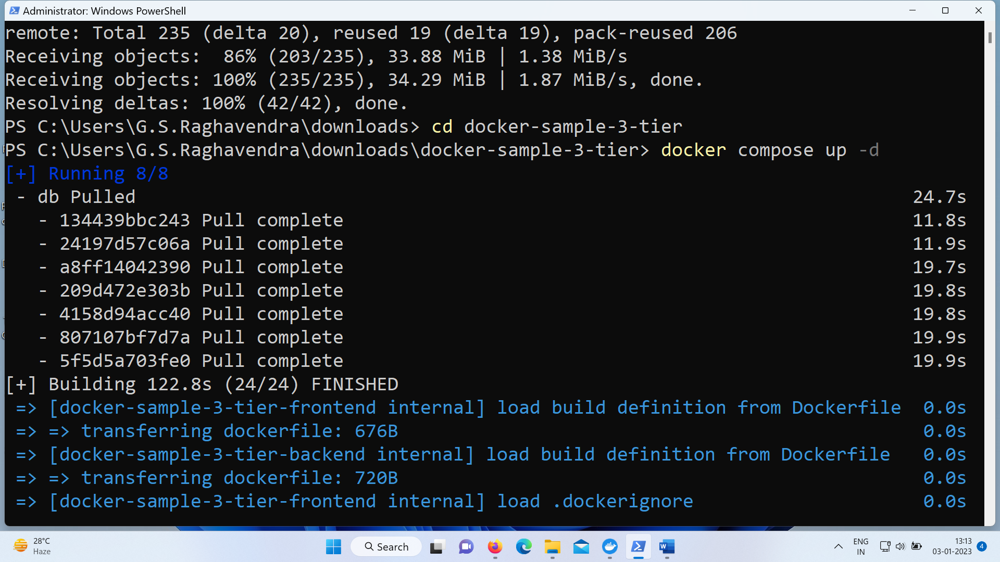 Administrator: Windows PowerShell
remote: Total 235 (delta 20), reused 19 (delta 19), pack-reused 206
Receiving objects:  86% (203/235), 33.88 MiB | 1.38 MiB/s
Receiving objects: 100% (235/235), 34.29 MiB | 1.87 MiB/s, done.
Resolving deltas: 100% (42/42), done.
PS C:\Users\G.S.Raghavendra\downloads> cd docker-sample-3-tier
PS C:\Users\G.S.Raghavendra\downloads\docker-sample-3-tier> docker compose up -d
[+] Running 8/8
 - db Pulled 24.7s
   - 134439bbc243 Pull complete 11.8s
   - 24197d57c06a Pull complete 11.9s
   - a8ff14042390 Pull complete 19.7s
   - 209d472e303b Pull complete 19.8s
   - 4158d94acc40 Pull complete 19.8s
   - 807107bf7d7a Pull complete 19.9s
   - 5f5d5a703fe0 Pull complete 19.9s
[+] Building 122.8s (24/24) FINISHED
 => [docker-sample-3-tier-frontend internal] load build definition from Dockerfile 0.0s
 => => transferring dockerfile: 676B 0.0s
 => [docker-sample-3-tier-backend internal] load build definition from Dockerfile 0.0s
 => => transferring dockerfile: 720B 0.0s
 => [docker-sample-3-tier-frontend internal] load .dockerignore 0.0s
28°C
Haze
Search
ENG
IN
13:13
03-01-2023
4